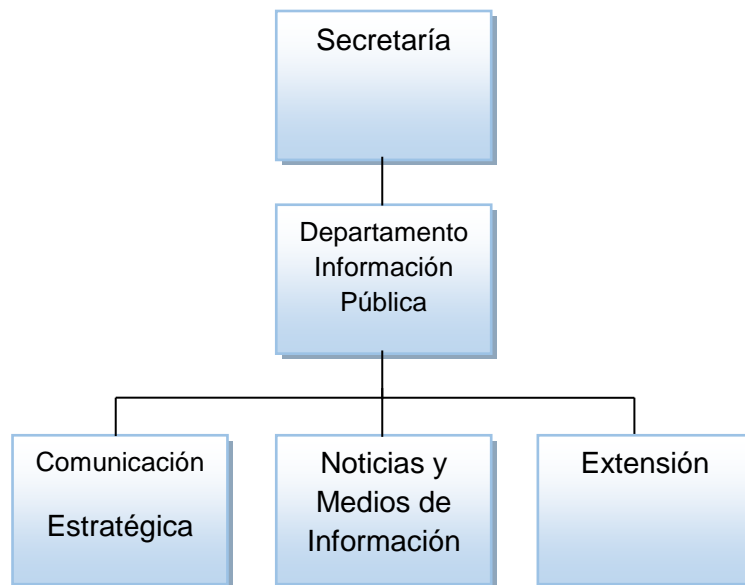 Secretaría
Departamento
Información
Pública
Comunicación
Estratégica
Noticias y
Medios de
Información
Extensión